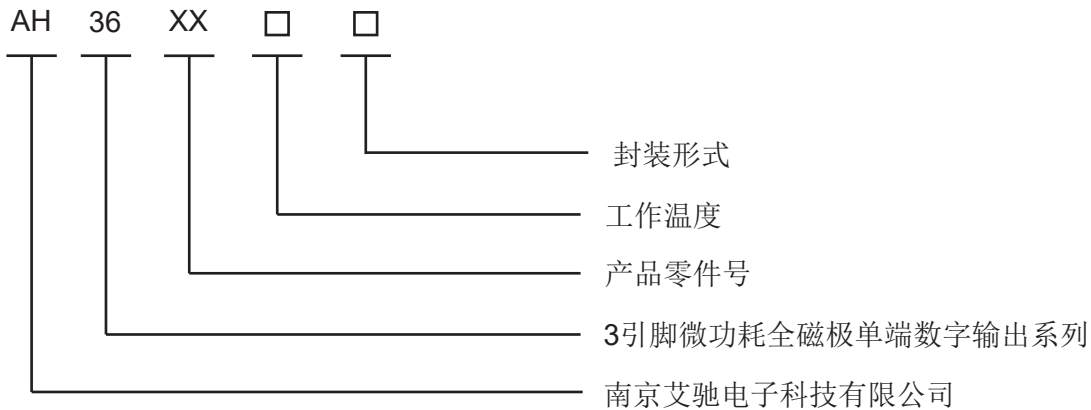 AH 36 XX □ □
封装形式
工作温度
产品零件号
3引脚微功耗全磁极单端数字输出系列
南京艾驰电子科技有限公司